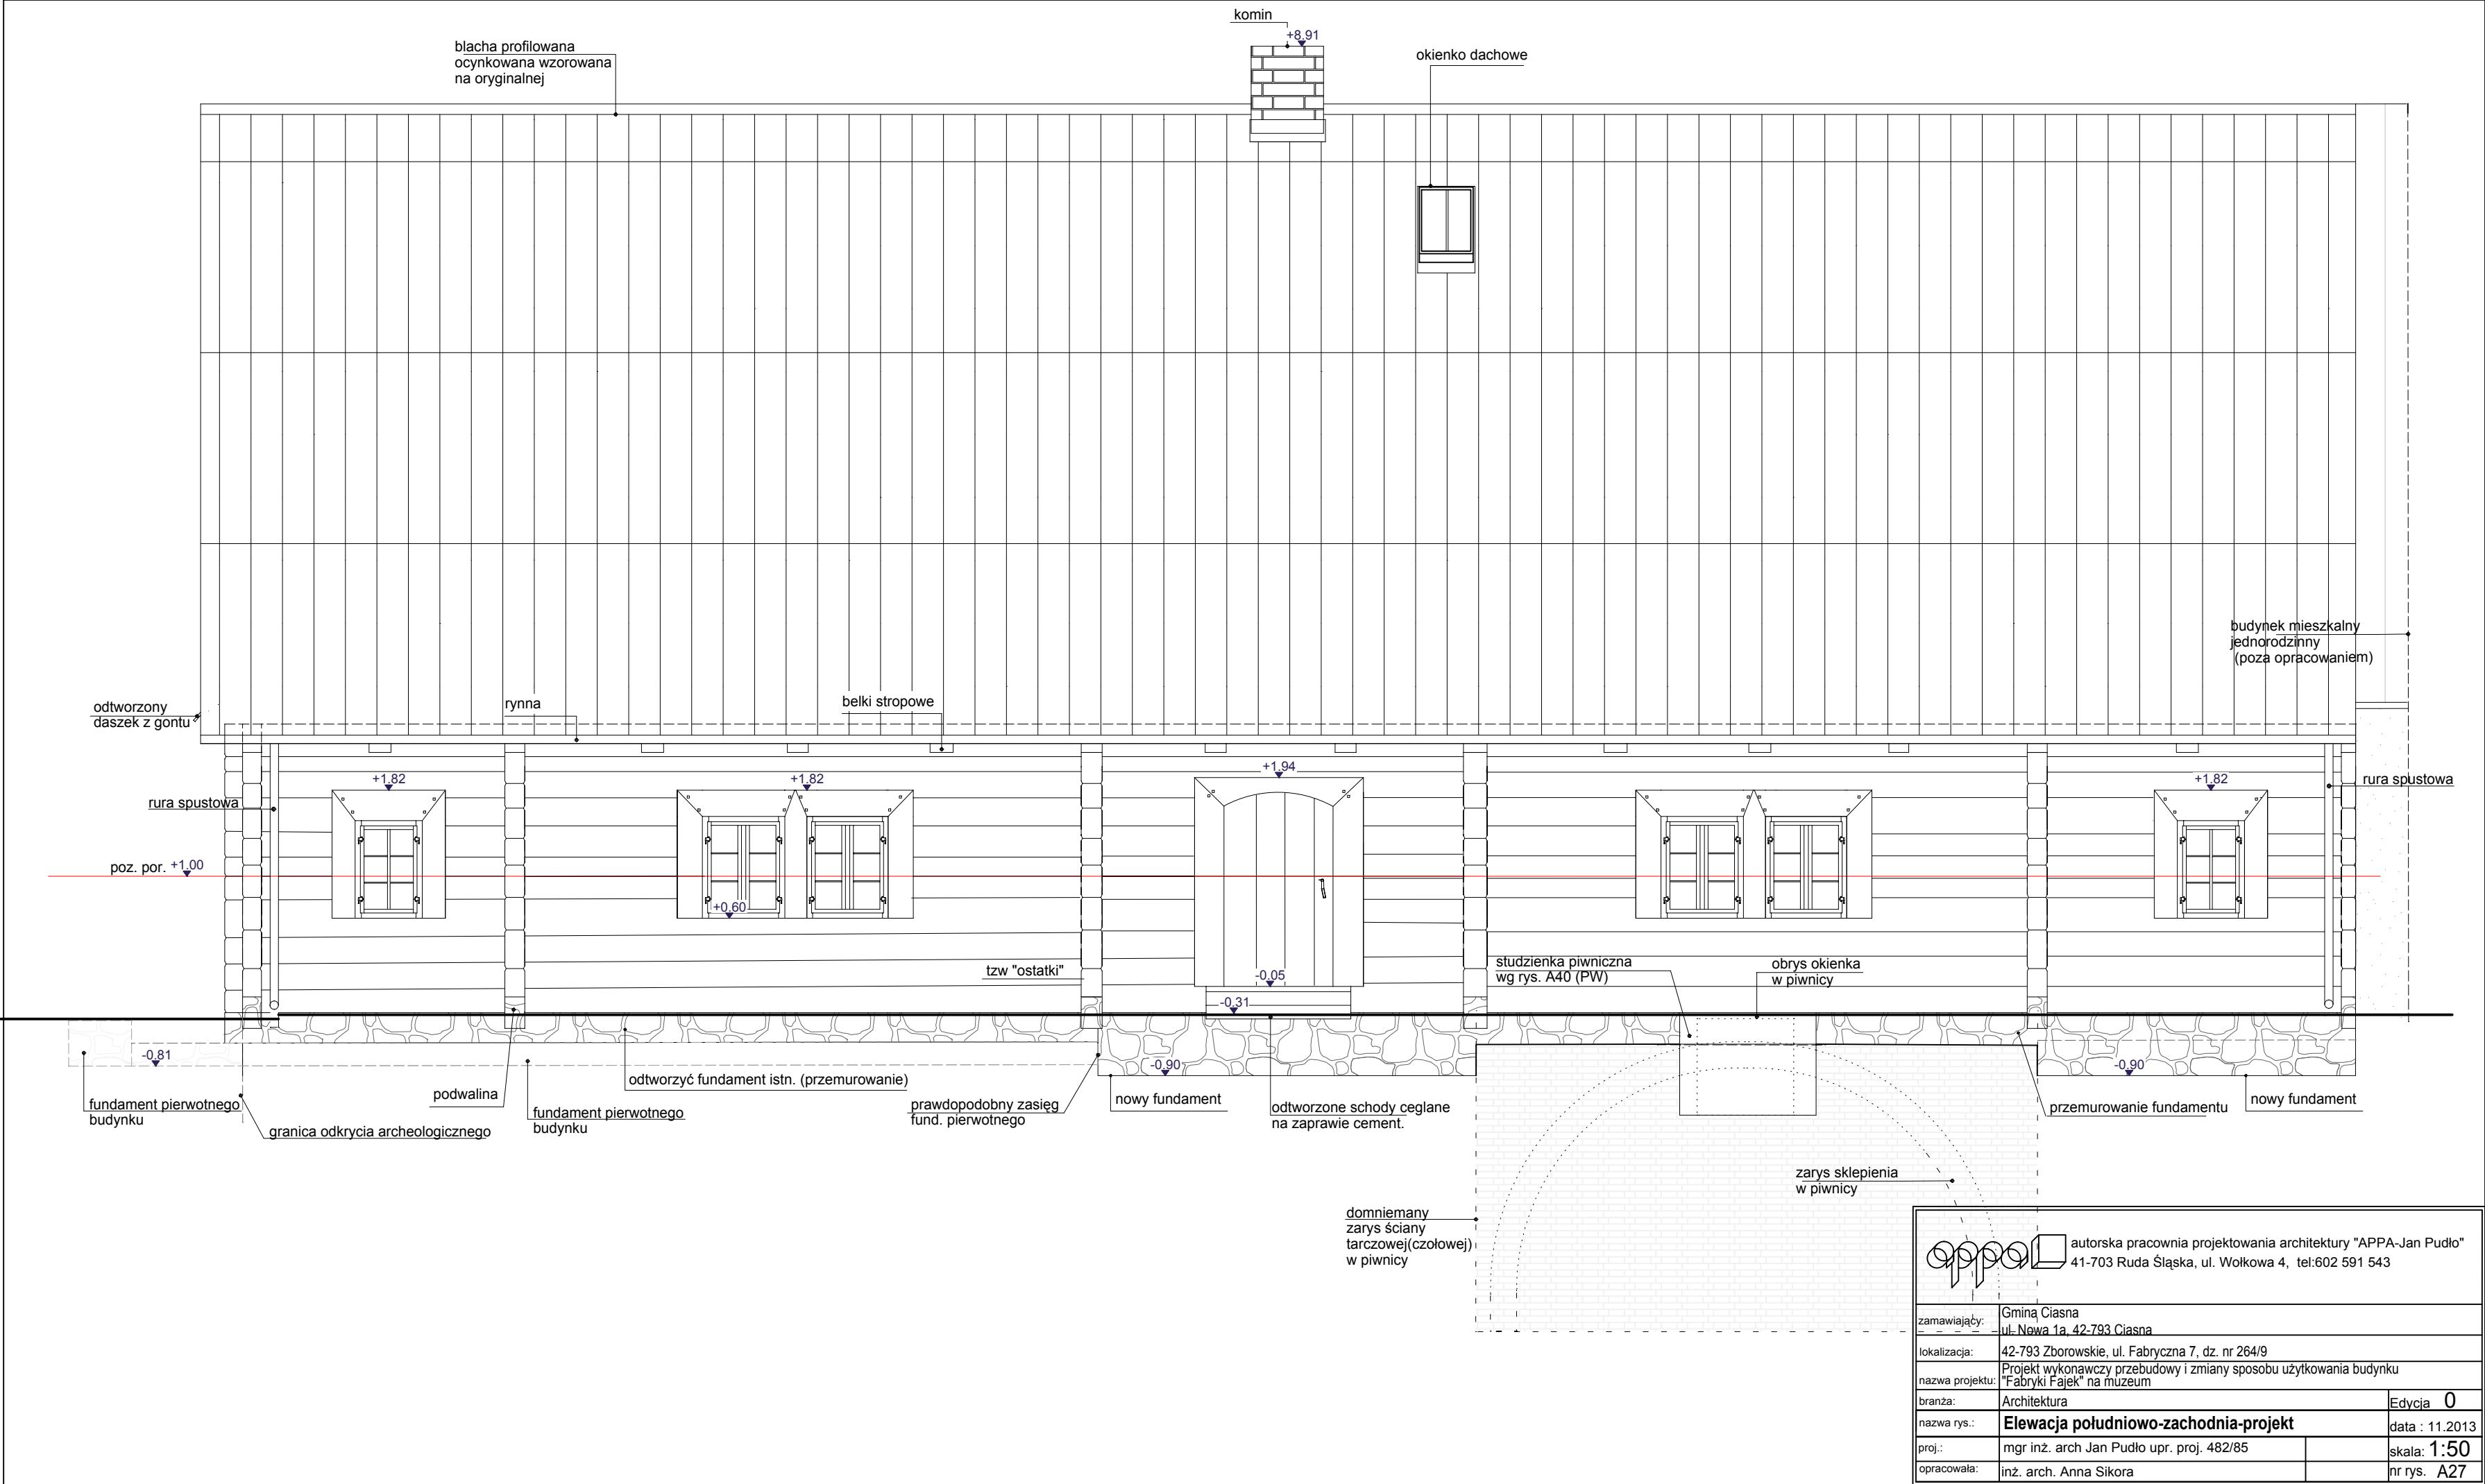 komin
+8,91
blacha profilowana
ocynkowana wzorowana
na oryginalnej
okienko dachowe
budynek mieszkalny
jednorodzinny
(poza opracowaniem)
odtworzony
daszek z gontu
rynna
belki stropowe
+1,82
+1,82
+1,94
+1,82
rura spustowa
rura spustowa
poz. por. +1,00
+0,60
tzw "ostatki"
-0,05
-0,31
studzienka piwniczna
wg rys. A40 (PW)
obrys okienka
w piwnicy
-0,81
-0,90
-0,90
odtworzyć fundament istn. (przemurowanie)
podwalina
fundament pierwotnego
budynku
granica odkrycia archeologicznego
fundament pierwotnego
budynku
prawdopodobny zasięg
fund. pierwotnego
nowy fundament
odtworzone schody ceglane
na zaprawie cement.
przemurowanie fundamentu
nowy fundament
zarys sklepienia
w piwnicy
domniemany
zarys ściany
tarczowej(czołowej)
w piwnicy
appa
autorska pracownia projektowania architektury "APPA-Jan Pudło"
41-703 Ruda Śląska, ul. Wołkowa 4, tel:602 591 543
zamawiający:
Gmina Ciasna
ul. Nowa 1a, 42-793 Ciasna
lokalizacja: 42-793 Zborowskie, ul. Fabryczna 7, dz. nr 264/9
nazwa projektu:
Projekt wykonawczy przebudowy i zmiany sposobu użytkowania budynku
"Fabryki Fajek" na muzeum
branża: Architektura Edycja 0
nazwa rys.: Elewacja południowo-zachodnia-projekt data : 11.2013
proj.: mgr inż. arch Jan Pudło upr. proj. 482/85 skala: 1:50
opracowała: inż. arch. Anna Sikora nr rys. A27